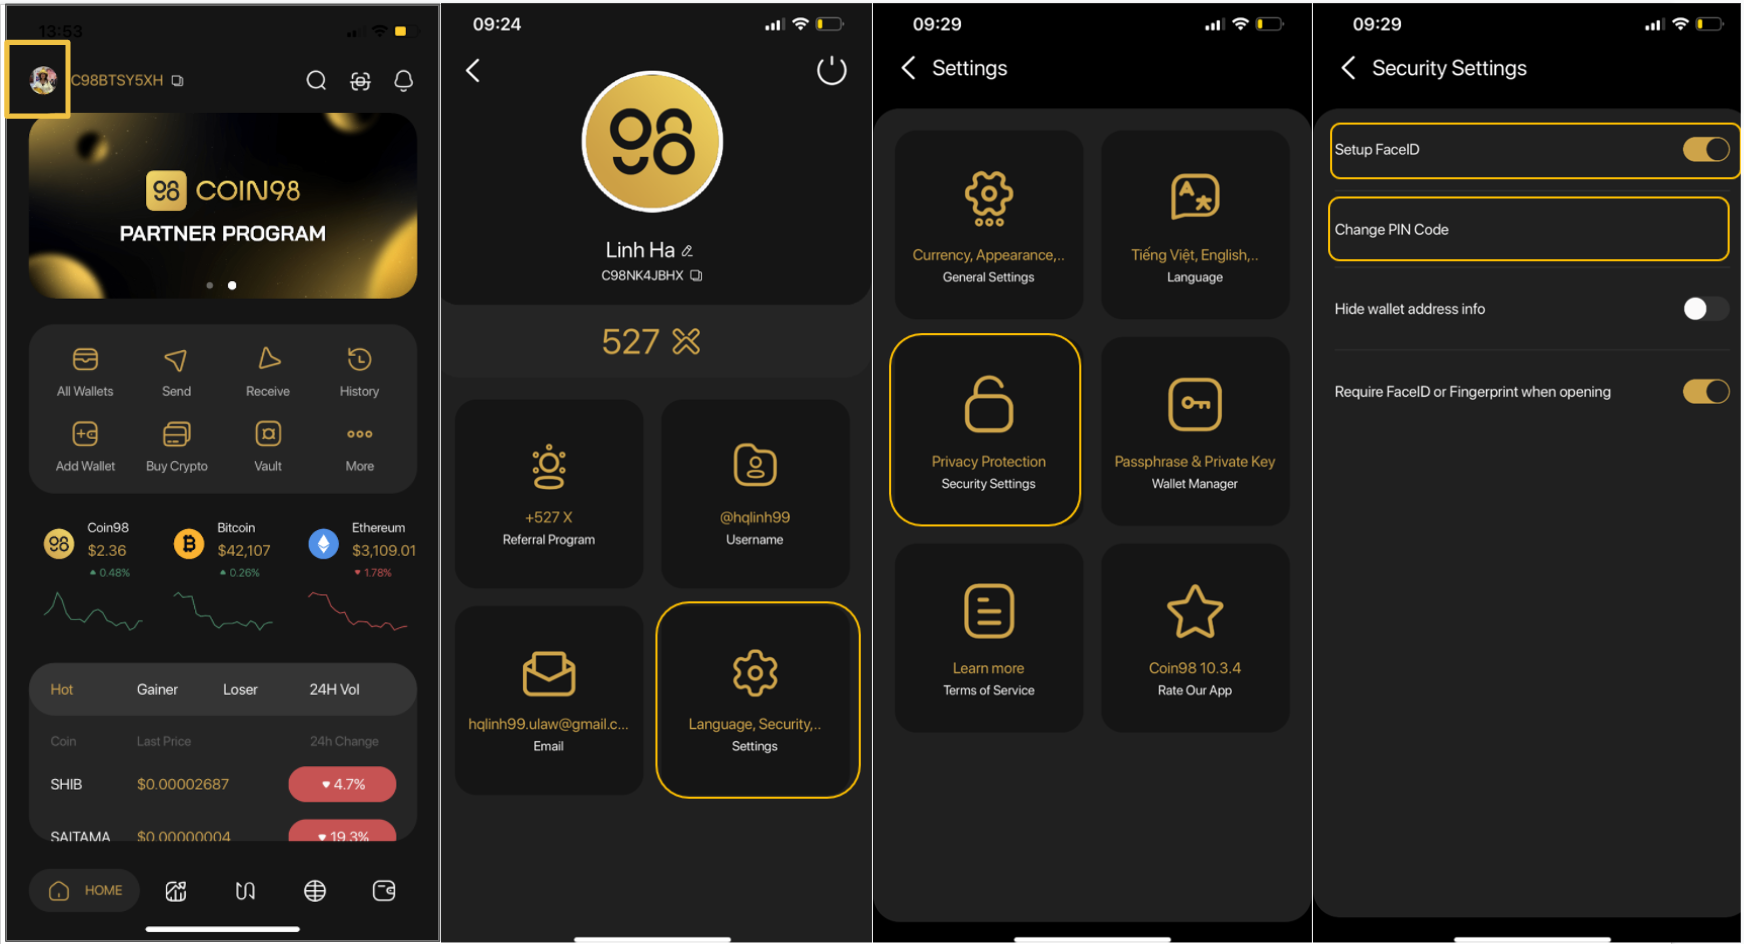 13:53
C98BTSY5XH
98 COIN98
PARTNER PROGRAM
All Wallets
Send
Receive
History
Add Wallet
Buy Crypto
Vault
More
98
Coin98
$2.36
0.48%
Bitcoin
$42,107
0.26%
Ethereum
$3,109.01
1.78%
Hot
Gainer
Loser
24H Vol
Coin
Last Price
24h Change
SHIB
$0.00002687
4.7%
SAITAMA
$0.00000004
19.3%
HOME
09:24
98
Linh Ha
C98NK4JBHX
527
+527 X
Referral Program
@hqlinh99
Username
hqlinh99.ulaw@gmail.c...
Email
Language, Security,..
Settings
09:29
Settings
Currency, Appearance,..
General Settings
Tiếng Việt, English,..
Language
Privacy Protection
Security Settings
Passphrase & Private Key
Wallet Manager
Learn more
Terms of Service
Coin98 10.3.4
Rate Our App
09:29
Security Settings
Setup FaceID
Change PIN Code
Hide wallet address info
Require FaceID or Fingerprint when opening